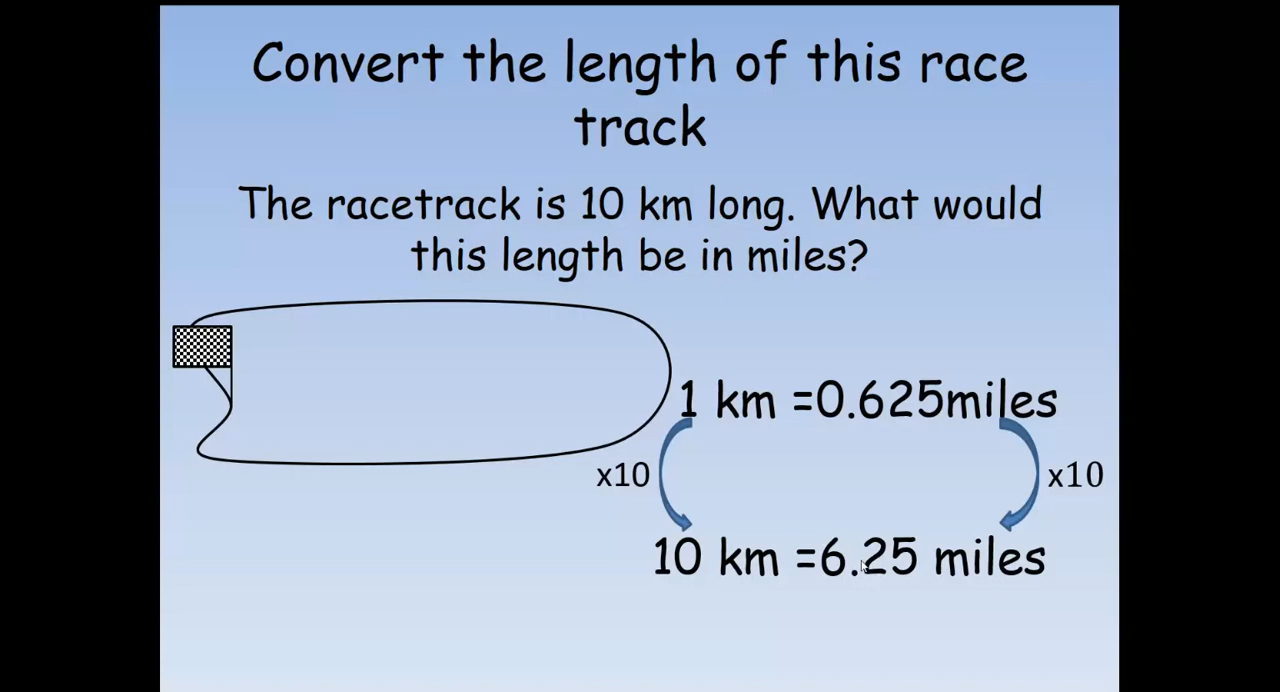 Convert the length of this race
track
The racetrack is 10 km long. What would
this length be in miles?
1 km =0.625miles
x10
x10
10 km =6.25 miles